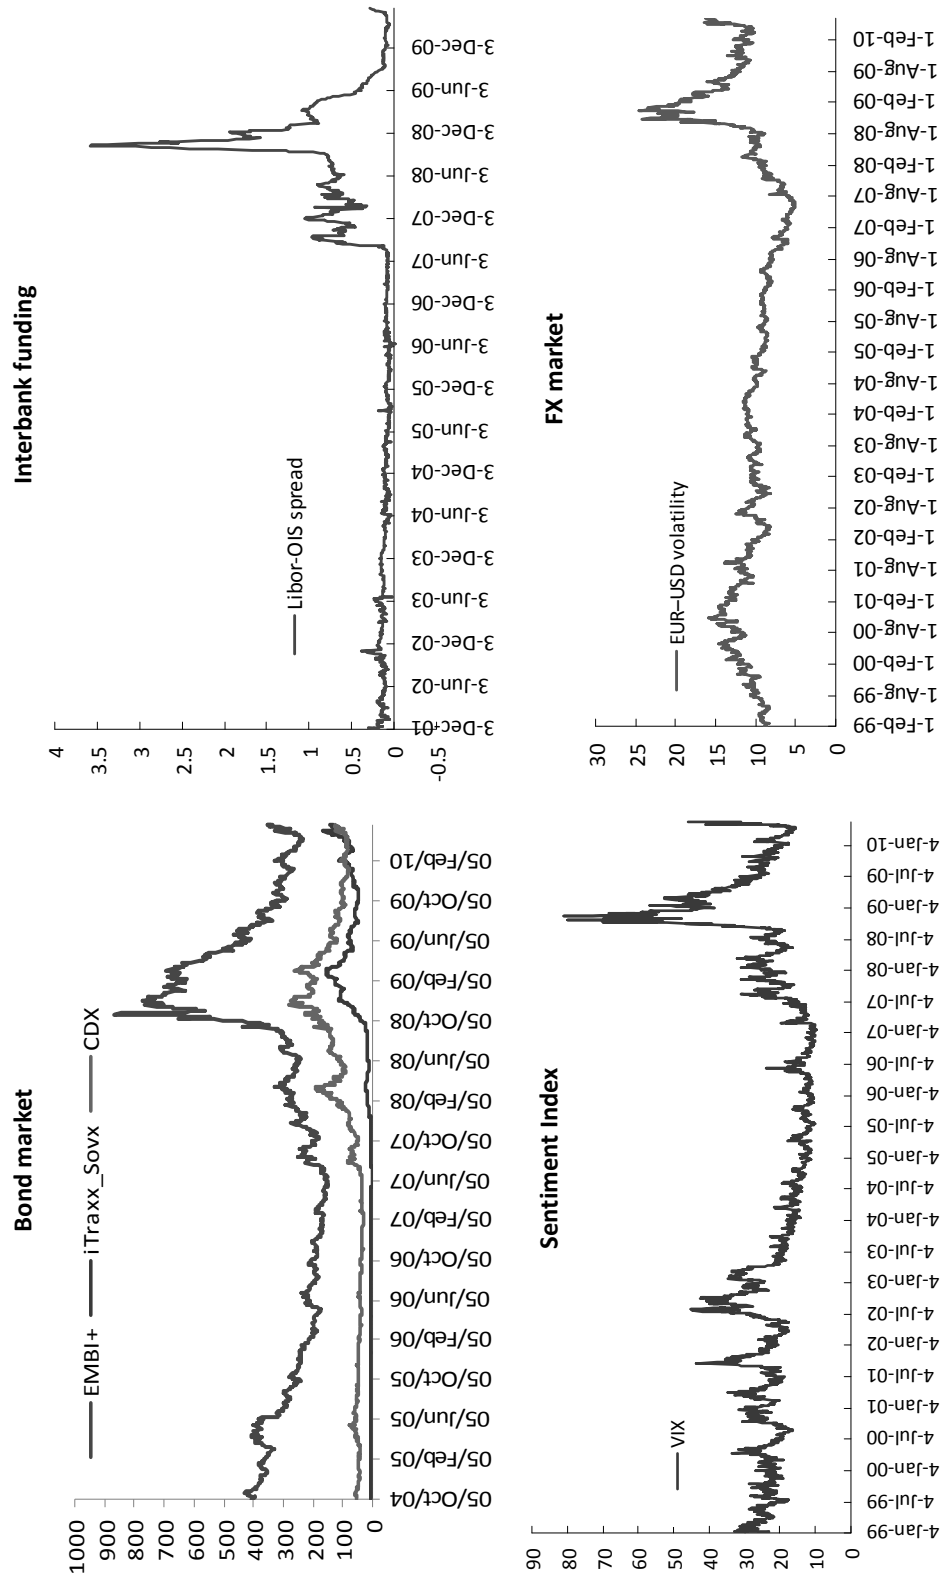 Bond market
EMBI+ iTraxx_Sovx CDX
1000
900
800
700
600
500
400
300
200
100
0
05/Oct/04
05/Feb/05
05/Jun/05
05/Oct/05
05/Feb/06
05/Jun/06
05/Oct/06
05/Feb/07
05/Jun/07
05/Oct/07
05/Feb/08
05/Jun/08
05/Oct/08
05/Feb/09
05/Jun/09
05/Oct/09
05/Feb/10
Interbank funding
Libor-OIS spread
4
3.5
3
2.5
2
1.5
1
0.5
0
-0.5
3-Dec-01
3-Jun-02
3-Dec-02
3-Jun-03
3-Dec-03
3-Jun-04
3-Dec-04
3-Jun-05
3-Dec-05
3-Jun-06
3-Dec-06
3-Jun-07
3-Dec-07
3-Jun-08
3-Dec-08
3-Jun-09
3-Dec-09
Sentiment Index
VIX
90
80
70
60
50
40
30
20
10
0
4-Jan-99
4-Jul-99
4-Jan-00
4-Jul-00
4-Jan-01
4-Jul-01
4-Jan-02
4-Jul-02
4-Jan-03
4-Jul-03
4-Jan-04
4-Jul-04
4-Jan-05
4-Jul-05
4-Jan-06
4-Jul-06
4-Jan-07
4-Jul-07
4-Jan-08
4-Jul-08
4-Jan-09
4-Jul-09
4-Jan-10
FX market
EUR–USD volatility
30
25
20
15
10
5
0
1-Feb-99
1-Aug-99
1-Feb-00
1-Aug-00
1-Feb-01
1-Aug-01
1-Feb-02
1-Aug-02
1-Feb-03
1-Aug-03
1-Feb-04
1-Aug-04
1-Feb-05
1-Aug-05
1-Feb-06
1-Aug-06
1-Feb-07
1-Aug-07
1-Feb-08
1-Aug-08
1-Feb-09
1-Aug-09
1-Feb-10